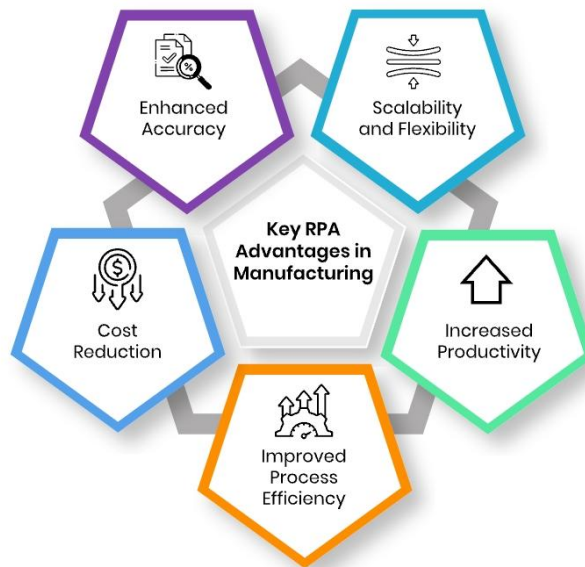 %
Enhanced
Accuracy
Scalability
and Flexibility
Key RPA
Advantages in
Manufacturing
$
Cost
Reduction
Increased
Productivity
Improved
Process
Efficiency